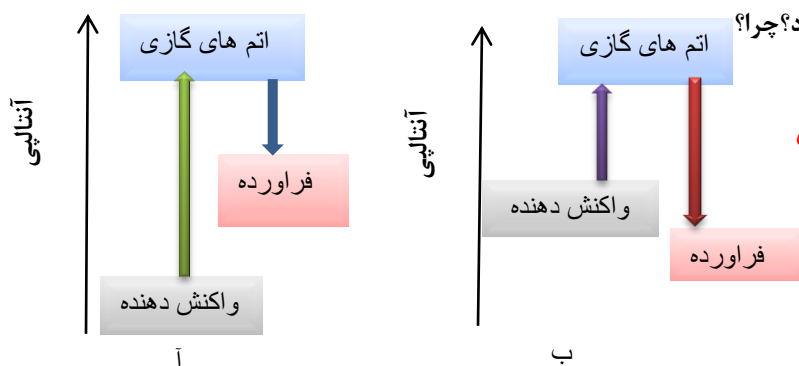 د؟چرا؟
اتم های گازی
آنتالپی
واکنش دهنده
فراورده
ب
اتم های گازی
آنتالپی
فراورده
واکنش دهنده
آ